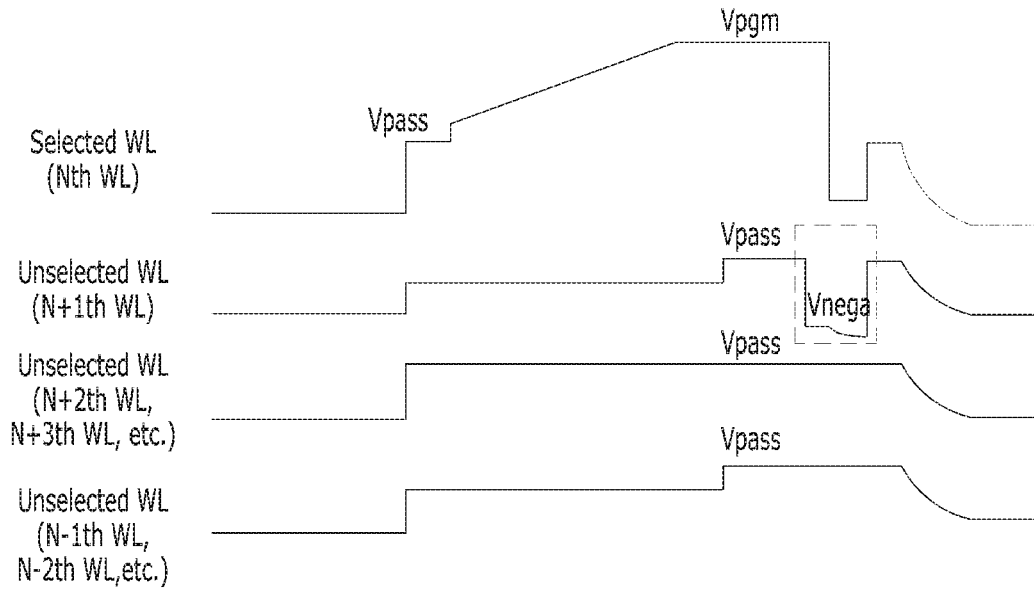 Vpgm
Vpass
Selected WL
(Nth WL)
Vpass
Unselected WL
(N+1th WL)
Vnega
Vpass
Unselected WL
(N+2th WL,
N+3th WL, etc.)
Vpass
Unselected WL
(N-1th WL,
N-2th WL,etc.)